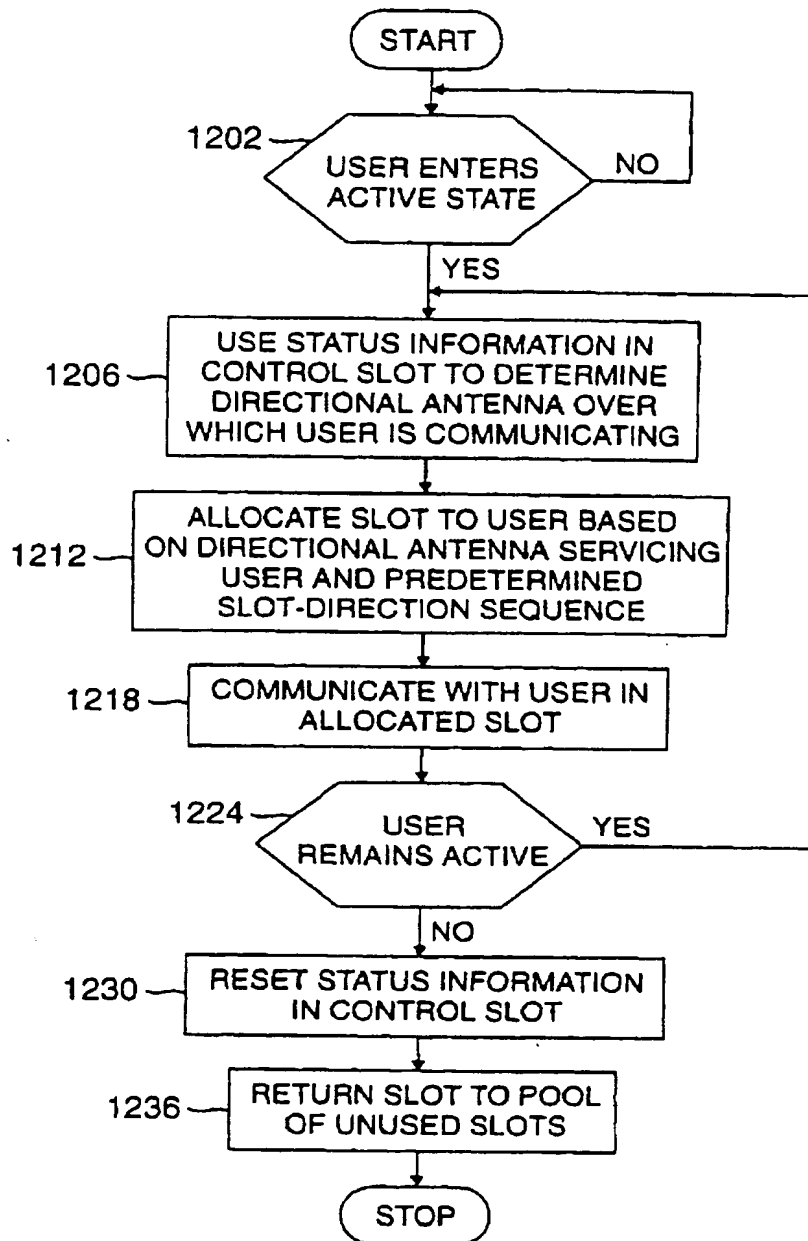 START
1202
USER ENTERS
ACTIVE STATE
NO
YES
1206
USE STATUS INFORMATION IN
CONTROL SLOT TO DETERMINE
DIRECTIONAL ANTENNA OVER
WHICH USER IS COMMUNICATING
1212
ALLOCATE SLOT TO USER BASED
ON DIRECTIONAL ANTENNA SERVICING
USER AND PREDETERMINED
SLOT-DIRECTION SEQUENCE
1218
COMMUNICATE WITH USER IN
ALLOCATED SLOT
1224
USER
REMAINS ACTIVE
YES
NO
1230
RESET STATUS INFORMATION
IN CONTROL SLOT
1236
RETURN SLOT TO POOL
OF UNUSED SLOTS
STOP